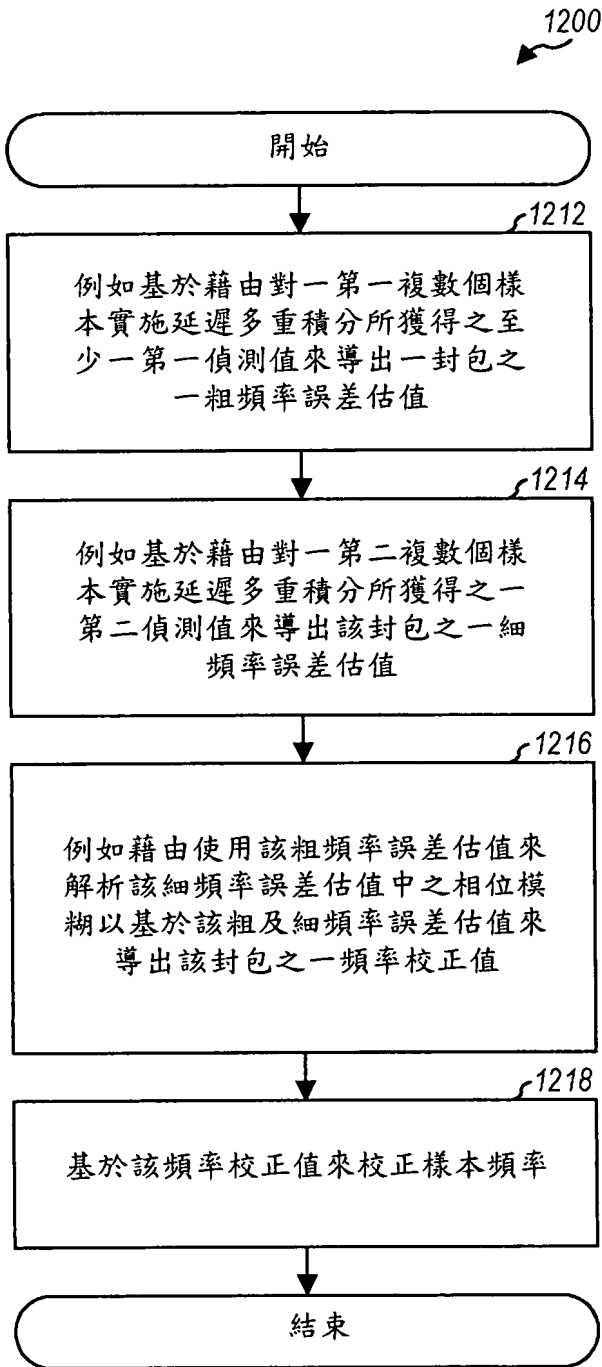 1200
開始
1212
例如基於藉由對一第一複數個樣
本實施延遲多重積分所獲得之至
少一第一偵測值來導出一封包之
一粗頻率誤差估值
1214
例如基於藉由對一第二複數個樣
本實施延遲多重積分所獲得之一
第二偵測值來導出該封包之一細
頻率誤差估值
1216
例如藉由使用該粗頻率誤差估值來
解析該細頻率誤差估值中之相位模
糊以基於該粗及細頻率誤差估值來
導出該封包之一頻率校正值
1218
基於該頻率校正值來校正樣本頻率
結束